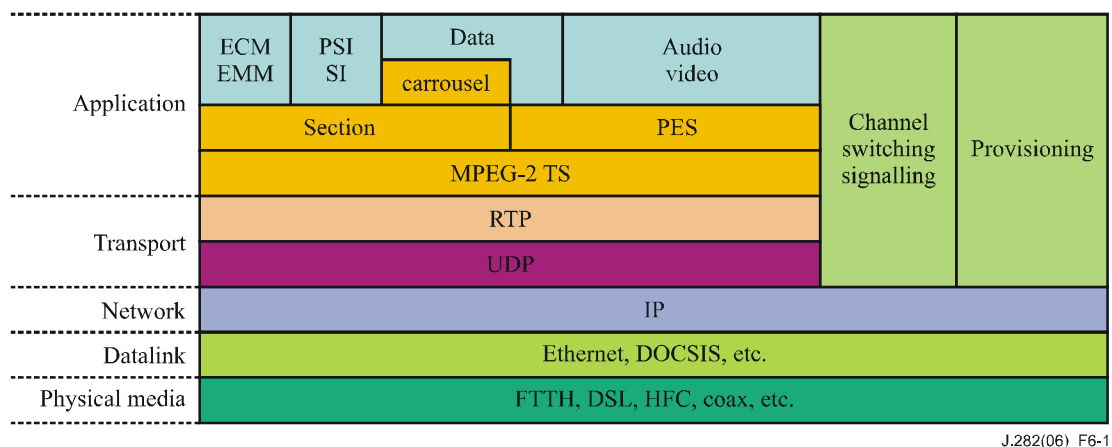 ECM
EMM
PSI
SI
Data
carrousel
Audio
video
Application
Section
PES
MPEG-2 TS
Channel
switching
signalling
Provisioning
Transport
RTP
UDP
Network
IP
Datalink
Ethernet, DOCSIS, etc.
Physical media
FTTH, DSL, HFC, coax, etc.
J.282(06)_F6-1